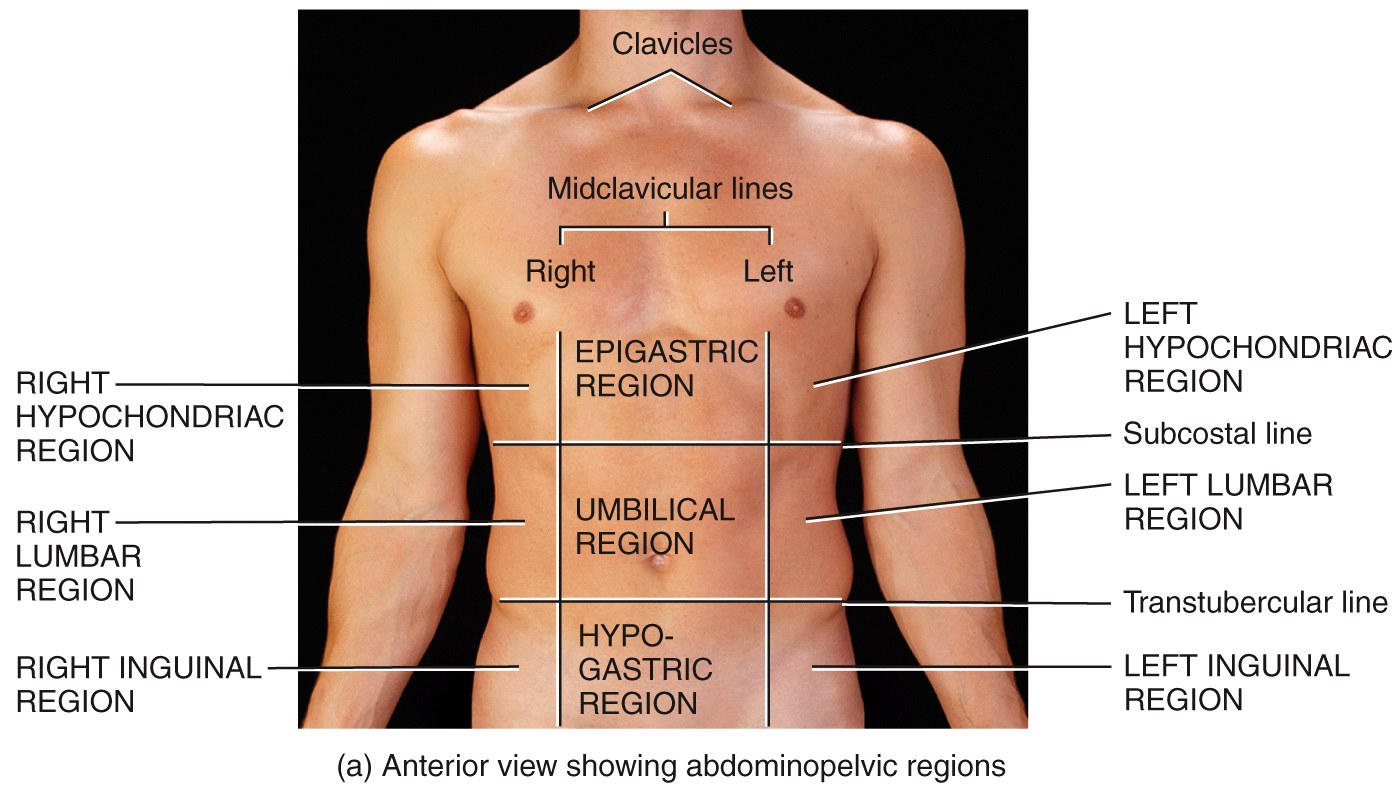 Clavicles
Midclavicular lines
Right
Left
EPIGASTRIC
REGION
LEFT
HYPOCHONDRIAC
REGION
RIGHT
HYPOCHONDRIAC
REGION
Subcostal line
LEFT LUMBAR
REGION
UMBILICAL
REGION
RIGHT
LUMBAR
REGION
Transtubercular line
HYPO-
GASTRIC
REGION
RIGHT INGUINAL
REGION
LEFT INGUINAL
REGION
(a) Anterior view showing abdominopelvic regions